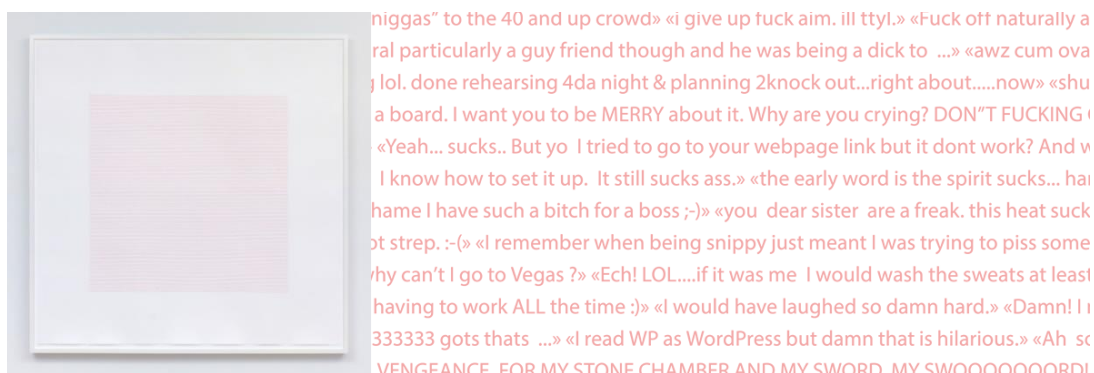 niggas” to the 40 and up crowd» «i give up fuck aim. ill ttyl.» «Fuck off naturally a
ral particularly a guy friend though and he was being a dick to ...» «awz cum ova
lol. done rehearsing 4da night & planning 2knock out...right about.....now» «shu
a board. I want you to be MERRY about it. Why are you crying? DON”T FUCKING
«Yeah... sucks.. But yo I tried to go to your webpage link but it dont work? And w
I know how to set it up. It still sucks ass.» «the early word is the spirit sucks... har
hame I have such a bitch for a boss ;-)» «you dear sister are a freak. this heat suck
ot strep. :-(» «I remember when being snippy just meant I was trying to piss some
hy can’t I go to Vegas ?» «Ech! LOL....if it was me I would wash the sweats at least
having to work ALL the time :)» «I would have laughed so damn hard.» «Damn! I
333333 gots thats ...» «I read WP as WordPress but damn that is hilarious.» «Ah so
VENGEANCE, FOR MY STONE CHAMBER AND MY SWORD, MY SWOOOOOOORD!